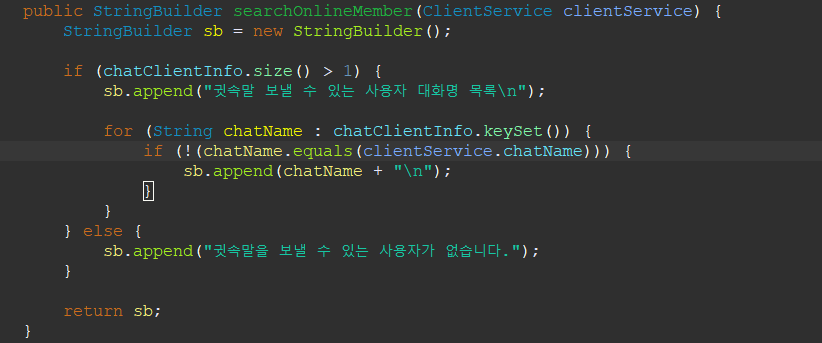 public StringBuilder searchOnlineMember(ClientService clientService) {
    StringBuilder sb = new StringBuilder();

    if (chatClientInfo.size() > 1) {
        sb.append("귓속말 보낼 수 있는 사용자 대화명 목록\n");

        for (String chatName : chatClientInfo.keySet()) {
            if (!(chatName.equals(clientService.chatName))) {
                sb.append(chatName + "\n");
            }
        }
    } else {
        sb.append("귓속말을 보낼 수 있는 사용자가 없습니다.");
    }

    return sb;
}